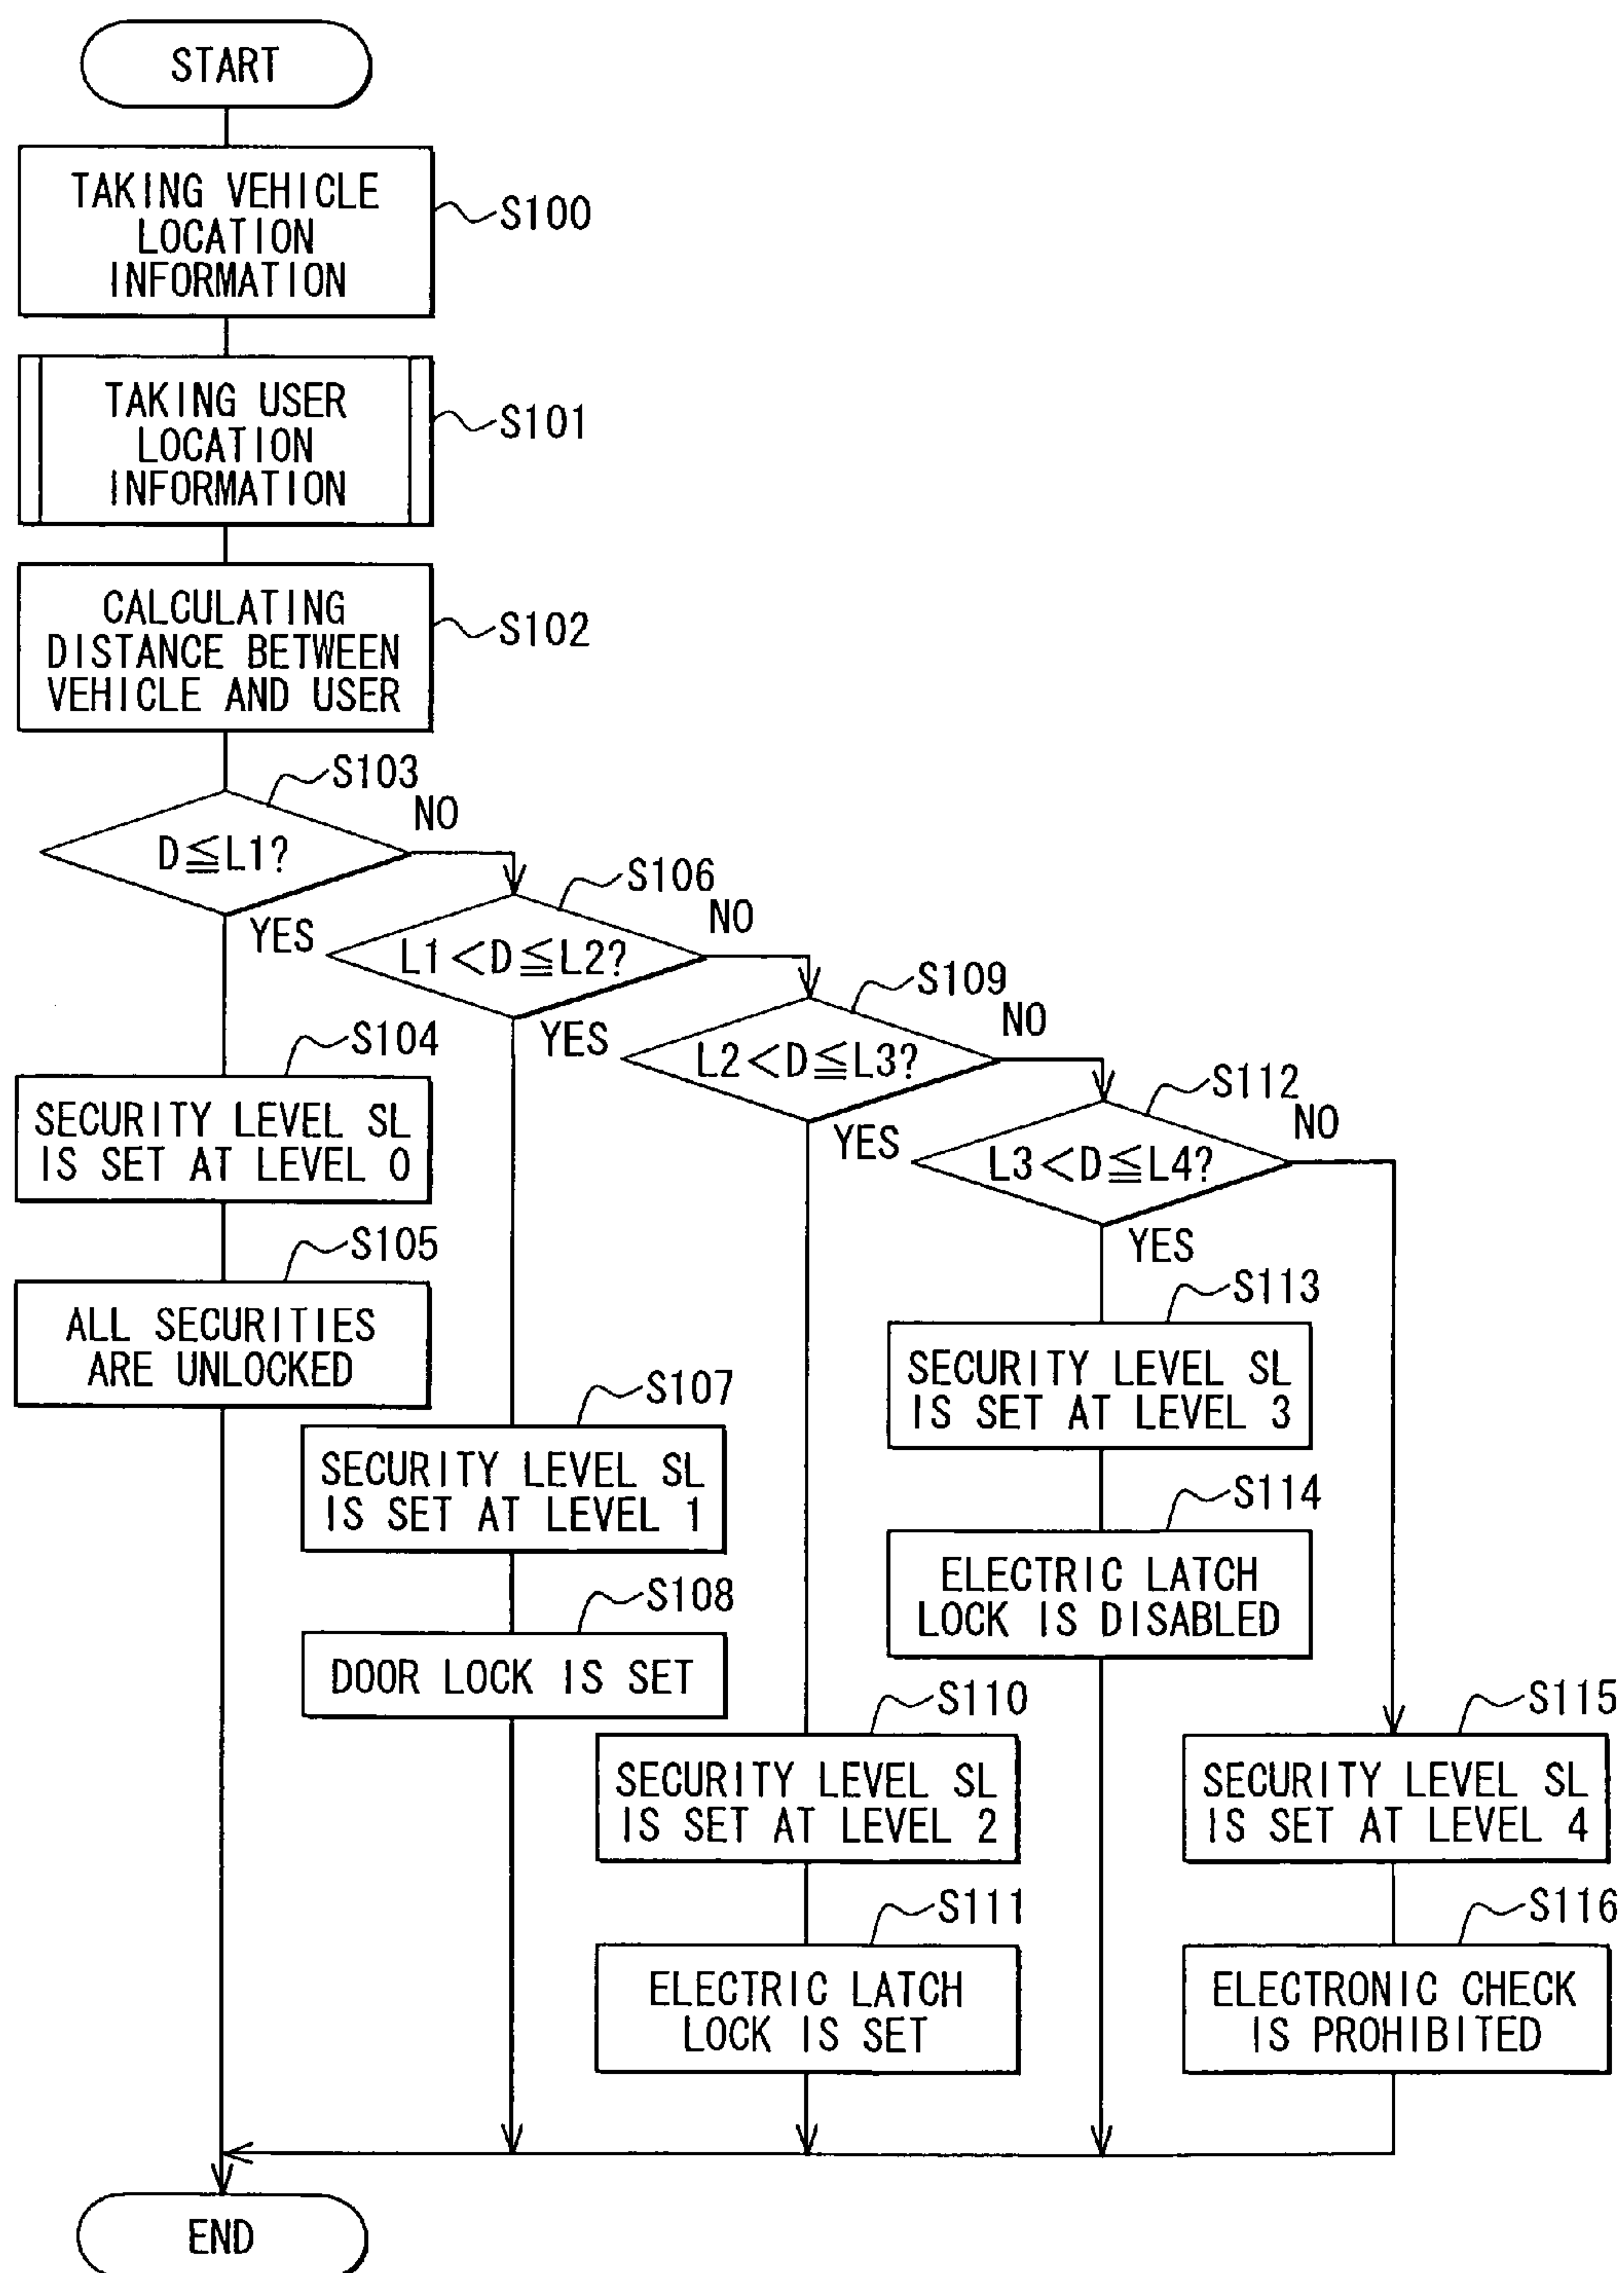 START
TAKING VEHICLE
LOCATION
INFORMATION
S100
TAKING USER
LOCATION
INFORMATION
S101
CALCULATING
DISTANCE BETWEEN
VEHICLE AND USER
S102
S103
D≦L1?
NO
YES
S106
L1<D≦L2?
NO
YES
S109
L2<D≦L3?
NO
YES
S112
L3<D≦L4?
NO
YES
S104
SECURITY LEVEL SL
IS SET AT LEVEL 0
S105
ALL SECURITIES
ARE UNLOCKED
S107
SECURITY LEVEL SL
IS SET AT LEVEL 1
S108
DOOR LOCK IS SET
S110
SECURITY LEVEL SL
IS SET AT LEVEL 2
S111
ELECTRIC LATCH
LOCK IS SET
S113
SECURITY LEVEL SL
IS SET AT LEVEL 3
S114
ELECTRIC LATCH
LOCK IS DISABLED
S115
SECURITY LEVEL SL
IS SET AT LEVEL 4
S116
ELECTRONIC CHECK
IS PROHIBITED
END